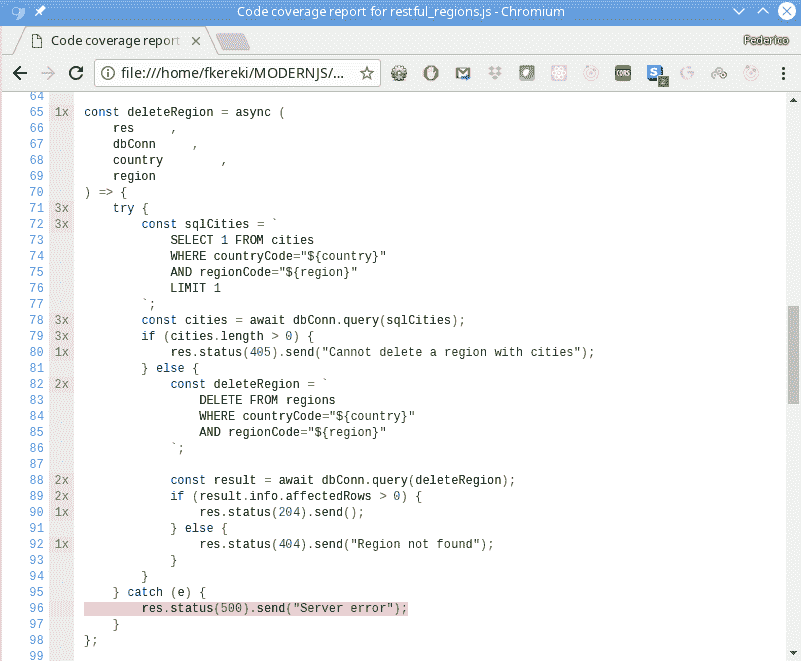 Code coverage report for restful_regions.js - Chromium
Code coverage report
Federico
file:///home/fkereki/MODERNJS/...
CORS
64
65 1x const deleteRegion = async (
66 res ,
67 dbConn ,
68 country ,
69 region
70 ) => {
71 3x try {
72 3x const sqlCities = `
73 SELECT 1 FROM cities
74 WHERE countryCode="${country}"
75 AND regionCode="${region}"
76 LIMIT 1
77 `;
78 3x const cities = await dbConn.query(sqlCities);
79 3x if (cities.length > 0) {
80 1x res.status(405).send("Cannot delete a region with cities");
81 } else {
82 2x const deleteRegion = `
83 DELETE FROM regions
84 WHERE countryCode="${country}"
85 AND regionCode="${region}"
86 `;
87
88 2x const result = await dbConn.query(deleteRegion);
89 2x if (result.info.affectedRows > 0) {
90 1x res.status(204).send();
91 } else {
92 1x res.status(404).send("Region not found");
93 }
94 }
95 } catch (e) {
96 res.status(500).send("Server error");
97 }
98 };
99